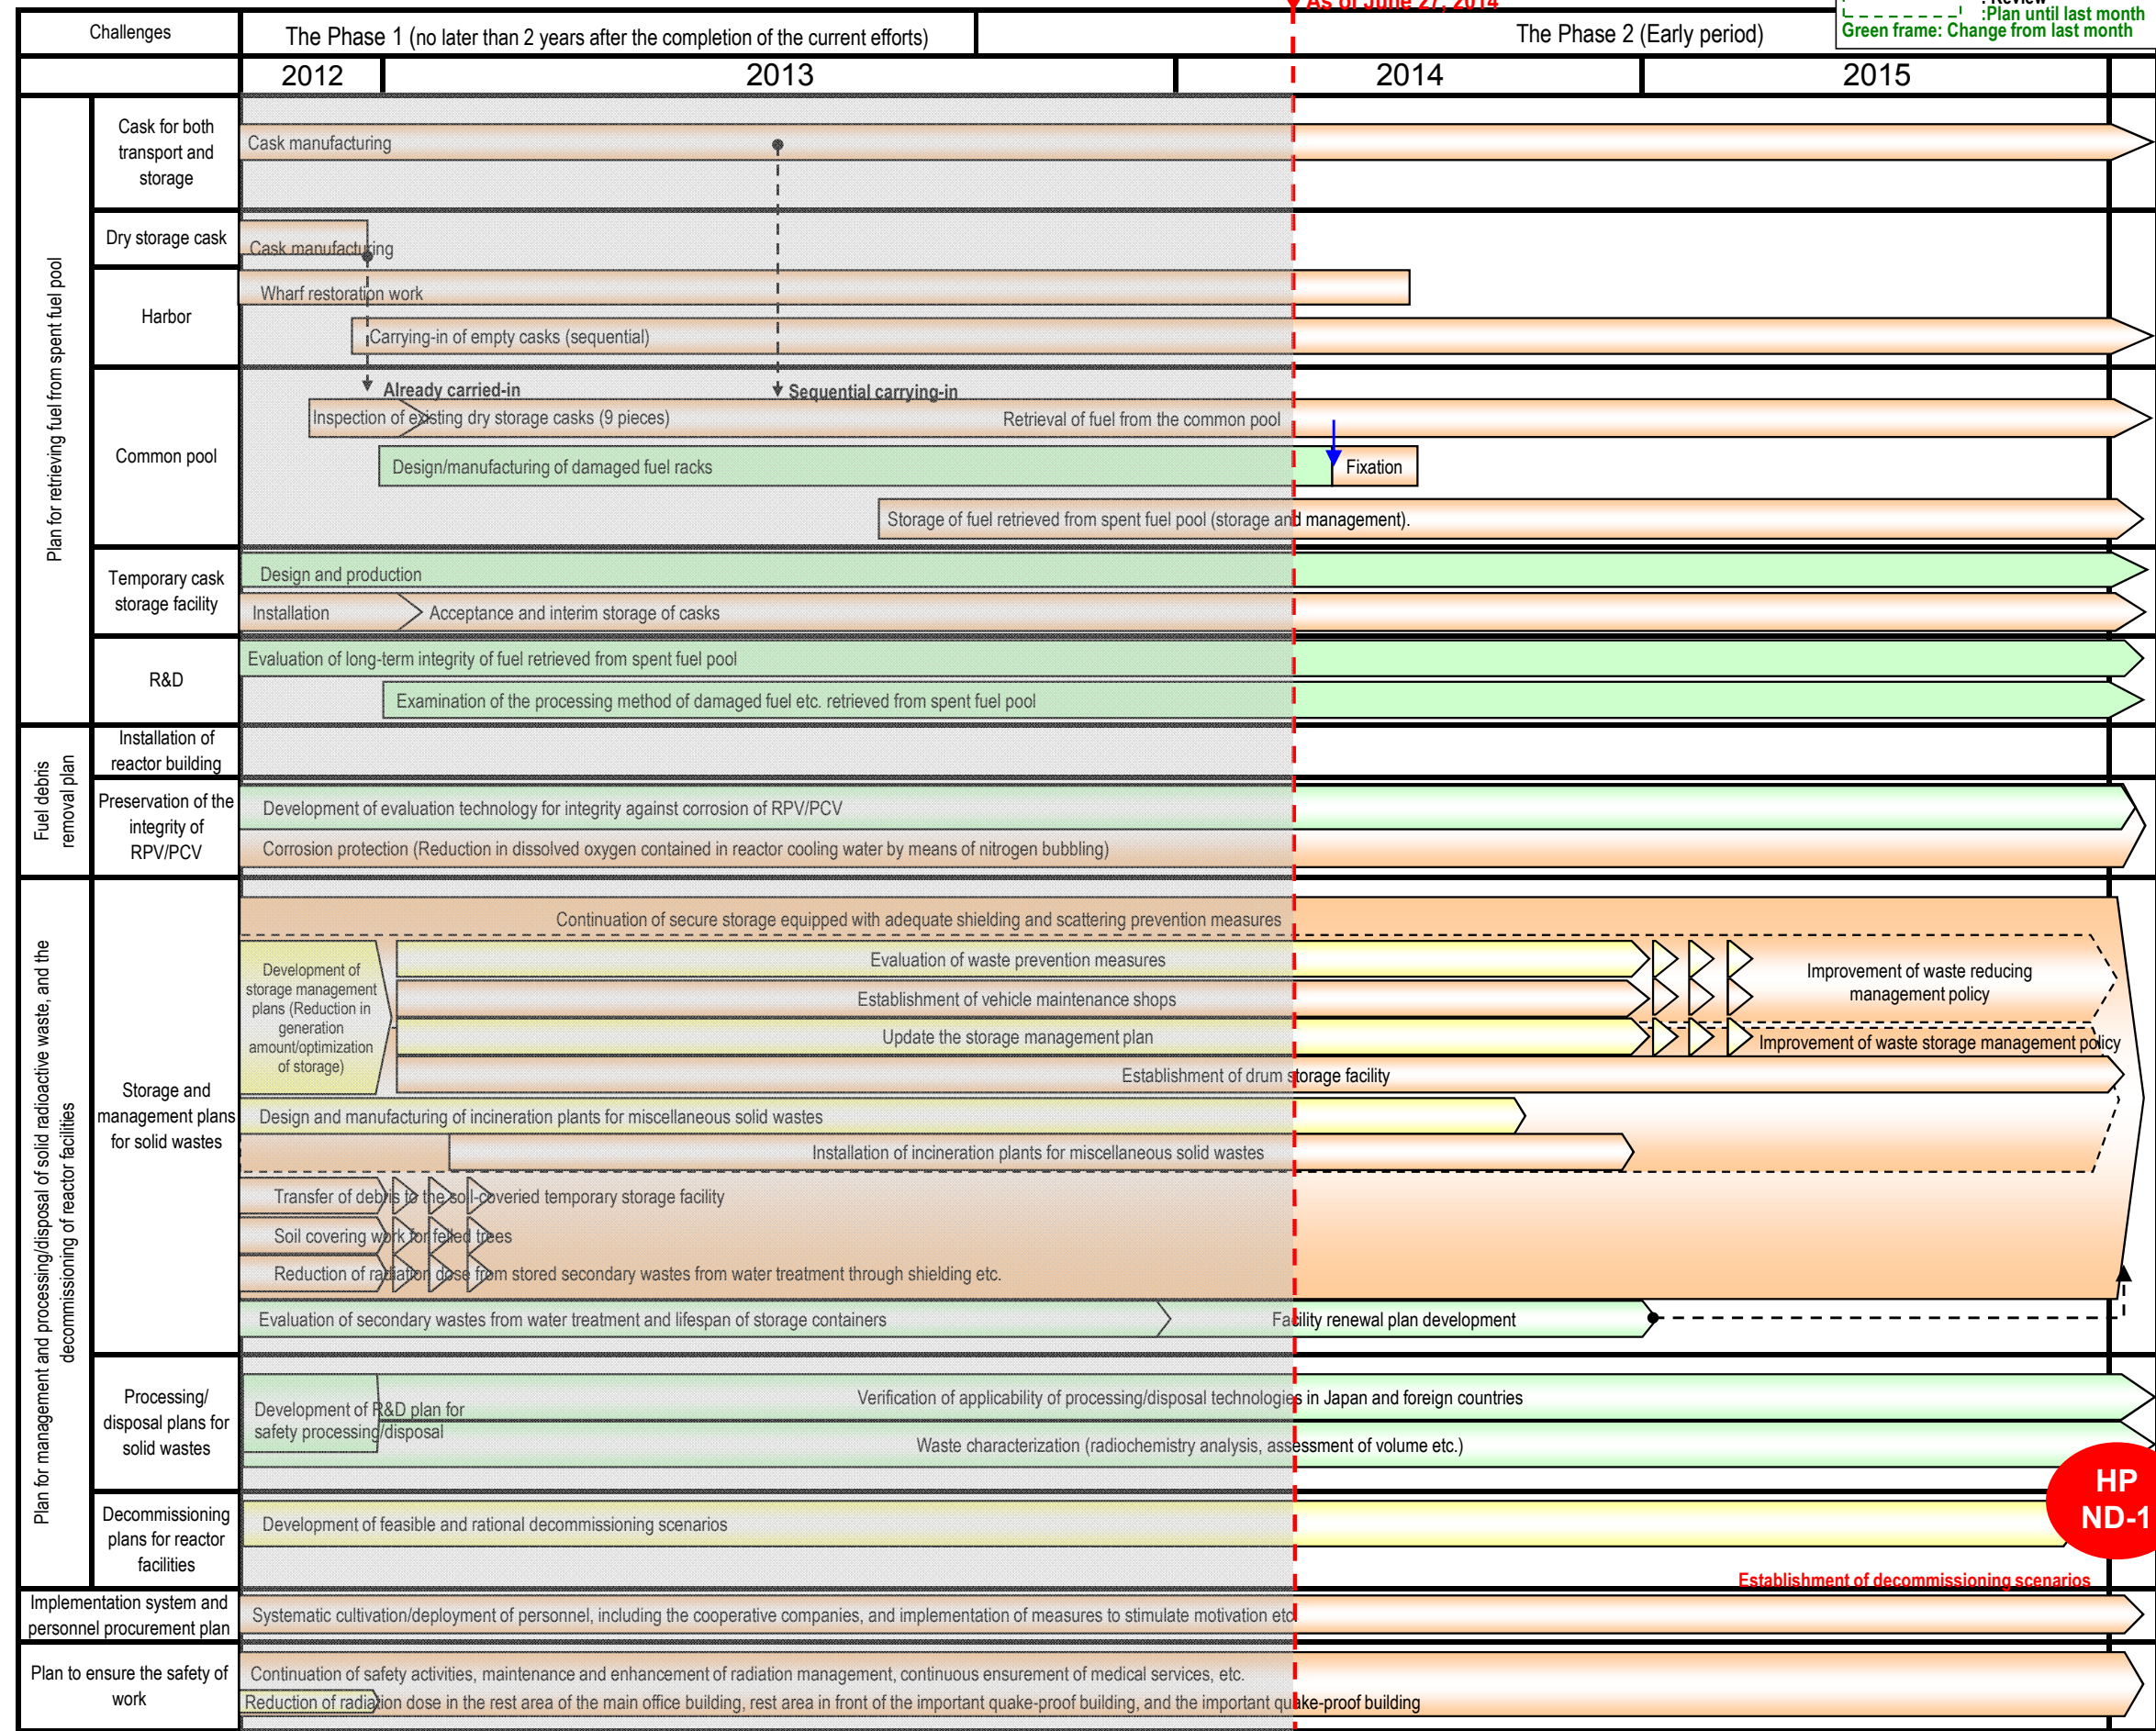 As of June 27, 2014
: Review
:Plan until last month
Green frame: Change from last month
Challenges
The Phase 1 (no later than 2 years after the completion of the current efforts)
The Phase 2 (Early period)
2012
2013
2014
2015
Plan for retrieving fuel from spent fuel pool
Cask for both
transport and
storage
Cask manufacturing
Dry storage cask
Cask manufacturing
Harbor
Wharf restoration work
Carrying-in of empty casks (sequential)
Common pool
Already carried-in
Sequential carrying-in
Inspection of existing dry storage casks (9 pieces)
Retrieval of fuel from the common pool
Design/manufacturing of damaged fuel racks
Fixation
Storage of fuel retrieved from spent fuel pool (storage and management).
Temporary cask
storage facility
Design and production
Installation
Acceptance and interim storage of casks
R&D
Evaluation of long-term integrity of fuel retrieved from spent fuel pool
Examination of the processing method of damaged fuel etc. retrieved from spent fuel pool
Fuel debris
removal plan
Installation of
reactor building
Preservation of the
integrity of
RPV/PCV
Development of evaluation technology for integrity against corrosion of RPV/PCV
Corrosion protection (Reduction in dissolved oxygen contained in reactor cooling water by means of nitrogen bubbling)
Plan for management and processing/disposal of solid radioactive waste, and the
decommissioning of reactor facilities
Storage and
management plans
for solid wastes
Continuation of secure storage equipped with adequate shielding and scattering prevention measures
Development of
storage management
plans (Reduction in
generation
amount/optimization
of storage)
Evaluation of waste prevention measures
Establishment of vehicle maintenance shops
Update the storage management plan
Establishment of drum storage facility
Improvement of waste reducing
management policy
Improvement of waste storage management policy
Design and manufacturing of incineration plants for miscellaneous solid wastes
Installation of incineration plants for miscellaneous solid wastes
Transfer of debris to the soil-coveried temporary storage facility
Soil covering work for felled trees
Reduction of radiation dose from stored secondary wastes from water treatment through shielding etc.
Evaluation of secondary wastes from water treatment and lifespan of storage containers
Facility renewal plan development
Processing/
disposal plans for
solid wastes
Development of R&D plan for
safety processing/disposal
Verification of applicability of processing/disposal technologies in Japan and foreign countries
Waste characterization (radiochemistry analysis, assessment of volume etc.)
HP
ND-1
Decommissioning
plans for reactor
facilities
Development of feasible and rational decommissioning scenarios
Establishment of decommissioning scenarios
Implementation system and
personnel procurement plan
Systematic cultivation/deployment of personnel, including the cooperative companies, and implementation of measures to stimulate motivation etc.
Plan to ensure the safety of
work
Continuation of safety activities, maintenance and enhancement of radiation management, continuous ensurement of medical services, etc.
Reduction of radiation dose in the rest area of the main office building, rest area in front of the important quake-proof building, and the important quake-proof building